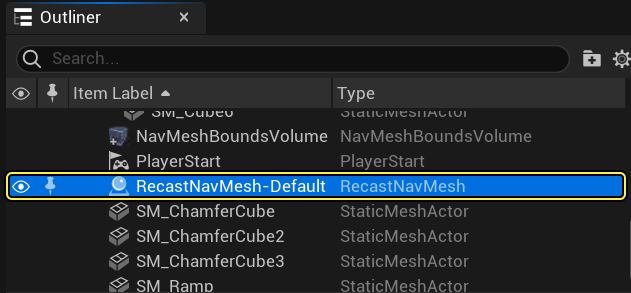 Outliner
Search...
Item Label Type
SM_Cube6 StaticMeshActor
NavMeshBoundsVolume NavMeshBoundsVolume
PlayerStart PlayerStart
RecastNavMesh-Default RecastNavMesh
SM_ChamferCube StaticMeshActor
SM_ChamferCube2 StaticMeshActor
SM_ChamferCube3 StaticMeshActor
SM_Ramp StaticMeshActor